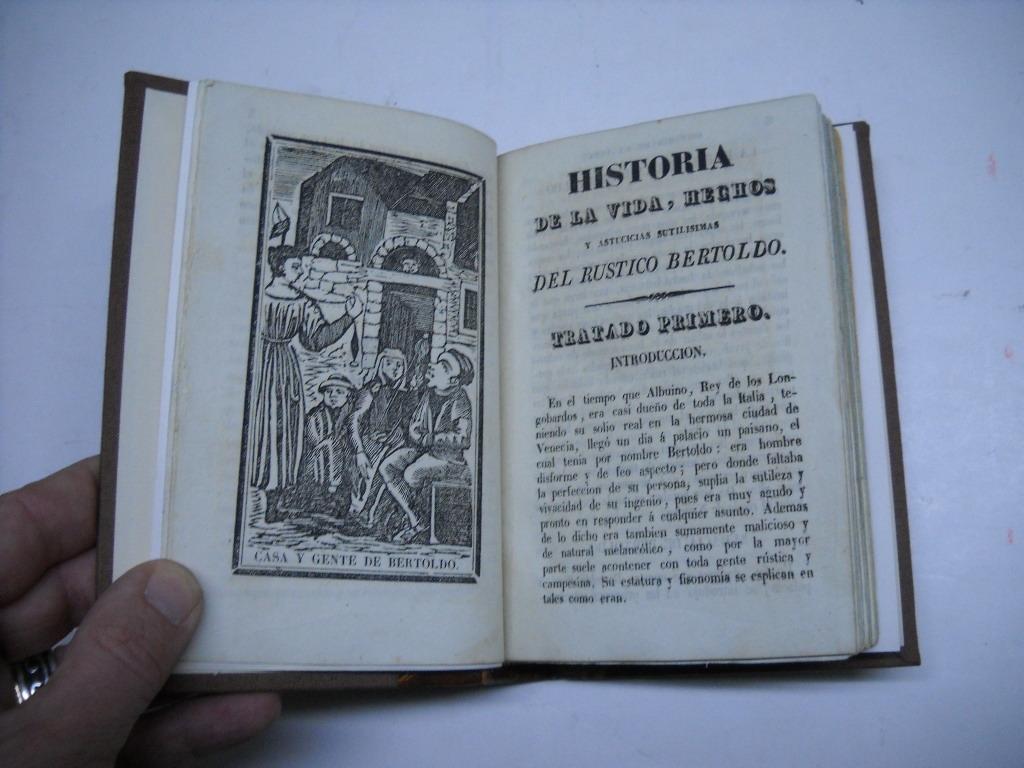 CASA Y GENTE DE BERTOLDO.
HISTORIA
DE LA VIDA, HECHOS
Y ASTUCIAS SUTILISIMAS
DEL RUSTICO BERTOLDO.
TRATADO PRIMERO.
INTRODUCCION.
En el tiempo que Albuino, Rey de los Lon-
gobardos, era casi dueño de toda la Italia, te-
niendo su solio real en la hermosa ciudad de
Venecia, llegó un dia á palacio un paisano, el
cual tenia por nombre Bertoldo: era hombre
disforme y de feo aspecto; pero donde faltaba
la perfeccion de su persona, suplia la sutileza y
vivacidad de su ingenio, pues era muy agudo y
pronto en responder á cualquier asunto. Ademas
de lo dicho era tambien sumamente malicioso y
de natural melancólico, como por la mayor
parte suele acontener con toda gente rústica y
campesina. Su estatura y fisonomía se esplican en
tales como eran.